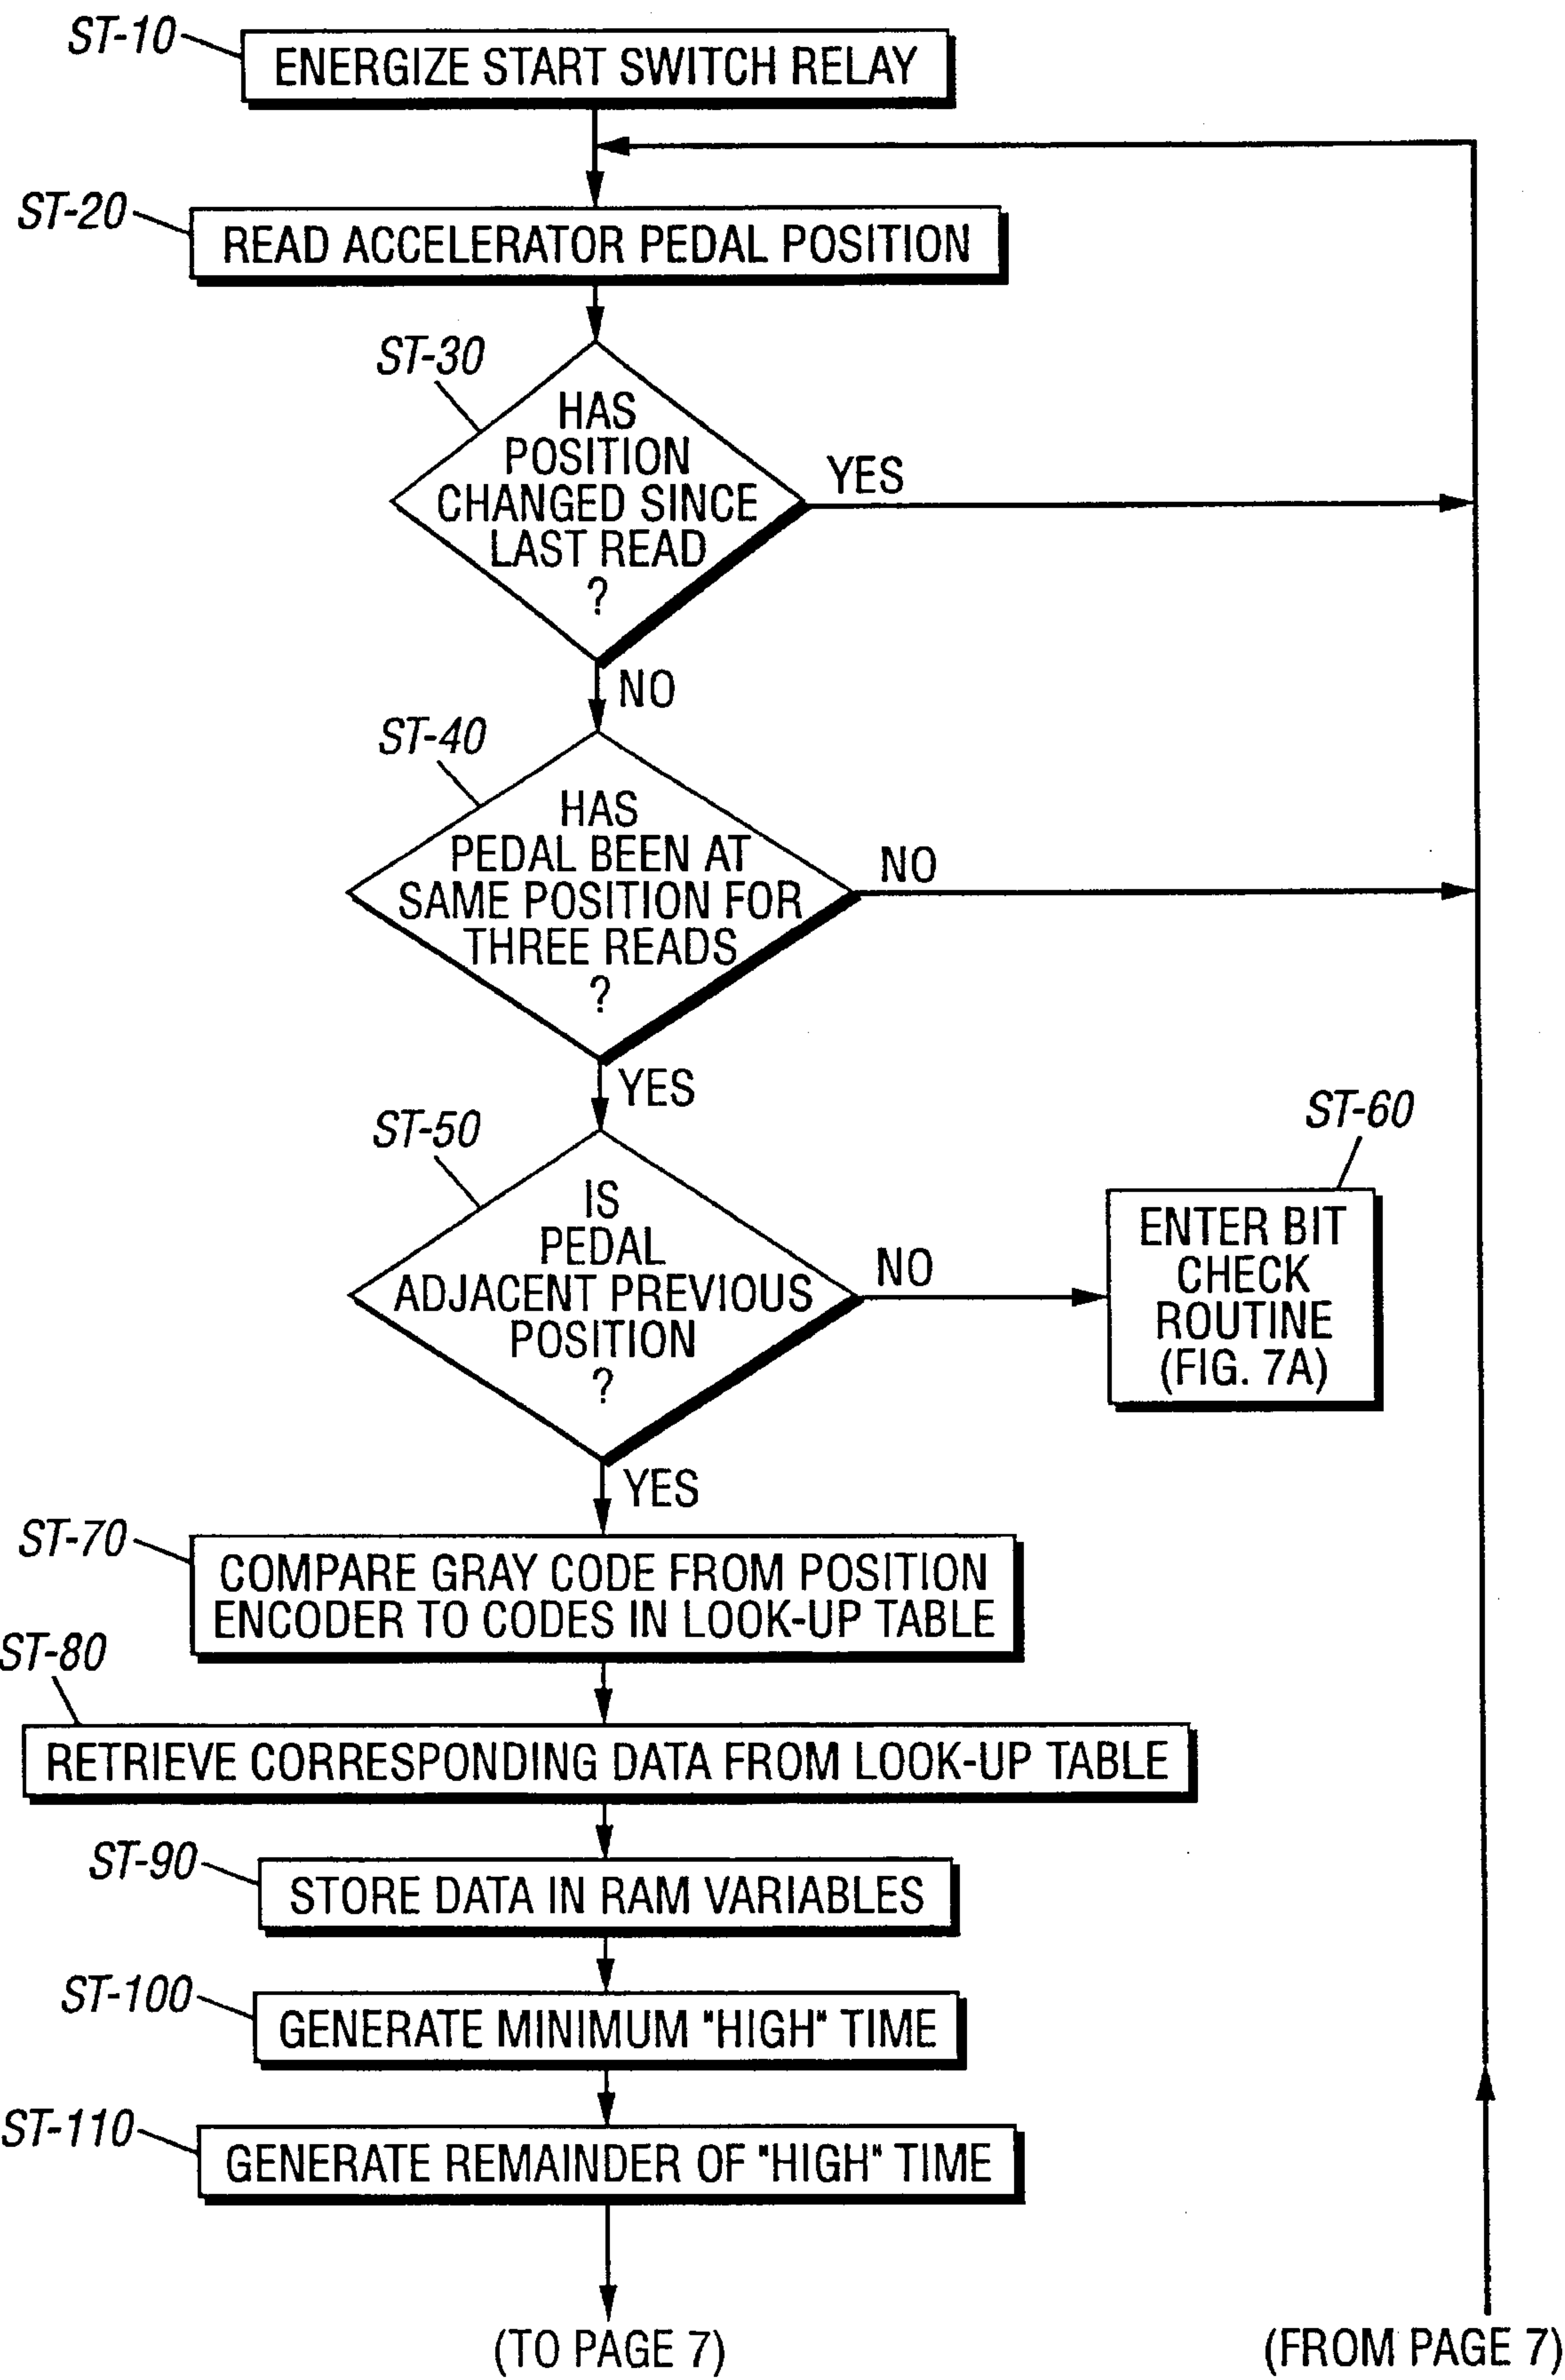 ST-10
ENERGIZE START SWITCH RELAY
ST-20
READ ACCELERATOR PEDAL POSITION
ST-30
HAS
POSITION
CHANGED SINCE
LAST READ
?
YES
NO
ST-40
HAS
PEDAL BEEN AT
SAME POSITION FOR
THREE READS
?
NO
YES
ST-50
IS
PEDAL
ADJACENT PREVIOUS
POSITION
?
NO
ST-60
ENTER BIT
CHECK
ROUTINE
(FIG. 7A)
YES
ST-70
COMPARE GRAY CODE FROM POSITION
ENCODER TO CODES IN LOOK-UP TABLE
ST-80
RETRIEVE CORRESPONDING DATA FROM LOOK-UP TABLE
ST-90
STORE DATA IN RAM VARIABLES
ST-100
GENERATE MINIMUM "HIGH" TIME
ST-110
GENERATE REMAINDER OF "HIGH" TIME
(TO PAGE 7)
(FROM PAGE 7)